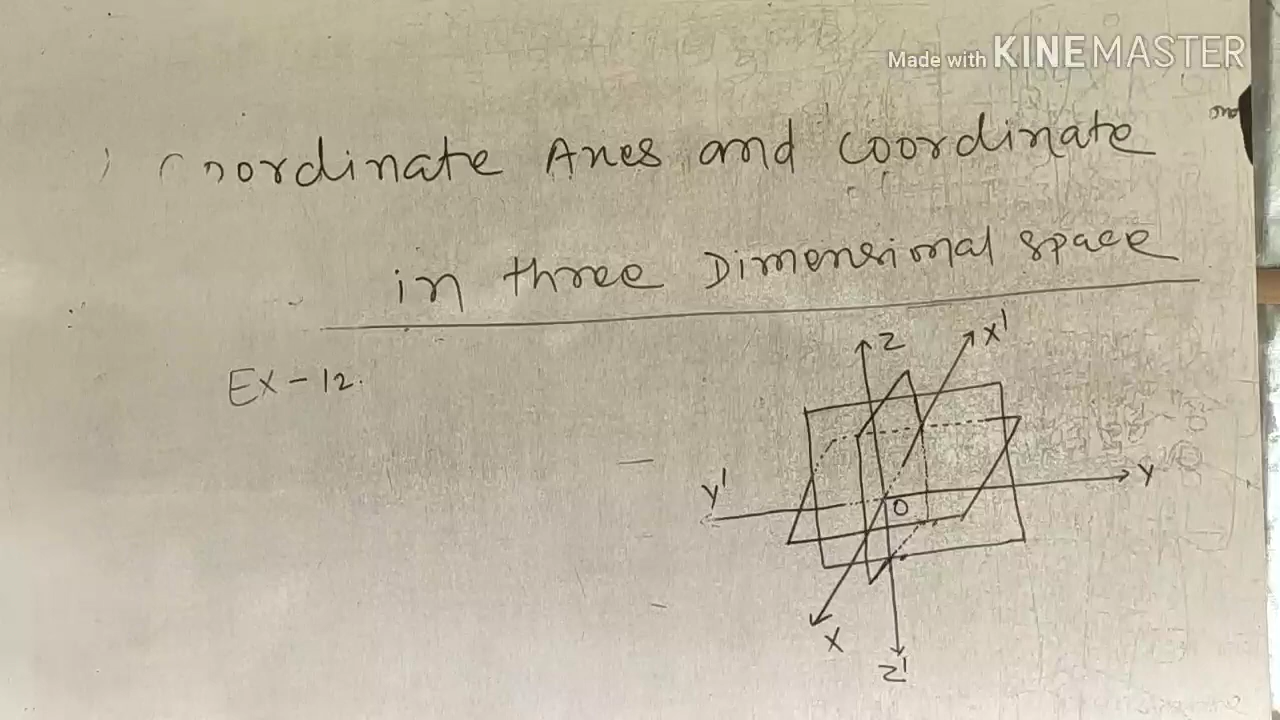 Made with KINEMASTER
Coordinate Axes and Coordinate
in three Dimensional space
Ex-12.
Z
X'
Y'
Y
O
X
Z'